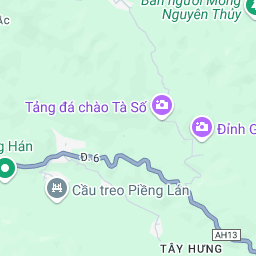 Bản người Mông
Nguyên Thủy
Ác
Tảng đá chào Tà Số
Đỉnh G
g Hán
Đ. 6
Cầu treo Piềng Lán
AH13
TÂY HƯNG